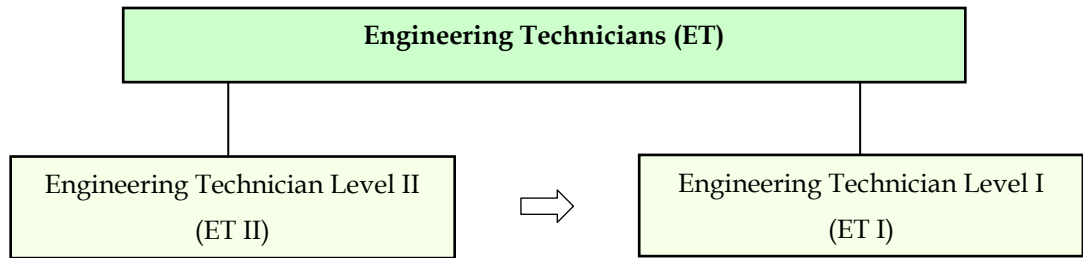 Engineering Technicians (ET)
Engineering Technician Level II
(ET II)
Engineering Technician Level I
(ET I)